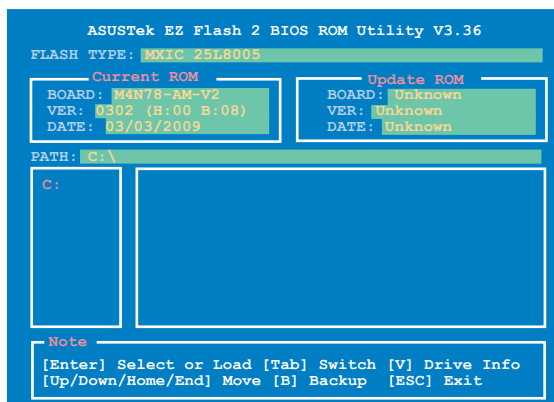 ASUSTek EZ Flash 2 BIOS ROM Utility V3.36
FLASH TYPE: MXIC 25L8005
Current ROM
BOARD: M4N78-AM-V2
VER: 0302 (H:00 B:08)
DATE: 03/03/2009
Update ROM
BOARD: Unknown
VER: Unknown
DATE: Unknown
PATH: C:\
C:
Note
[Enter] Select or Load [Tab] Switch [V] Drive Info
[Up/Down/Home/End] Move [B] Backup [ESC] Exit